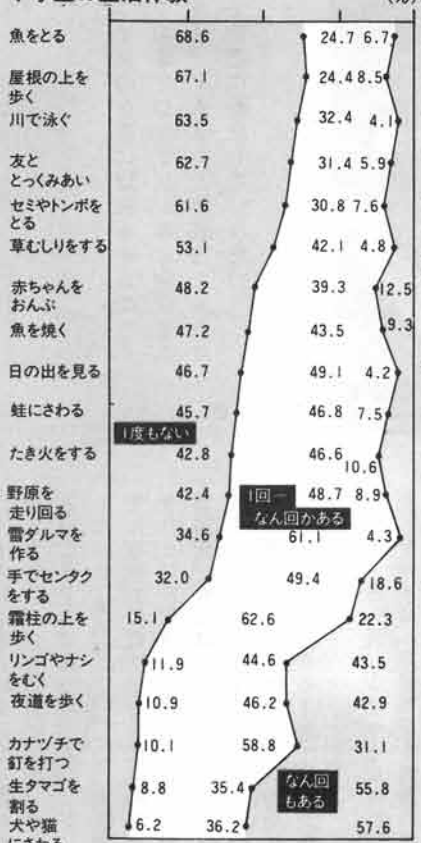 魚をとる 68.6 24.7 6.7
屋根の上を 67.1 24.4 8.5
歩く
川で泳ぐ 63.5 32.4 4.1
友と 62.7 31.4 5.9
とっくみあい
セミやトンボを 61.6 30.8 7.6
とる
草むしりをする 53.1 42.1 4.8
赤ちゃんを 48.2 39.3 12.5
おんぶ
魚を焼く 47.2 43.5 9.3
日の出を見る 46.7 49.1 4.2
蛙にさわる 45.7 46.8 7.5
1度もない
たき火をする 42.8 46.6 10.6
野原を 42.4 48.7 8.9
走り回る
1回ー
なん回かある
雪ダルマを 34.6 61.1 4.3
作る
手でセンタク 32.0 49.4 18.6
をする
霜柱の上を 15.1 62.6 22.3
歩く
リンゴやナシ 11.9 44.6 43.5
をむく
夜道を歩く 10.9 46.2 42.9
カナヅチで 10.1 58.8 31.1
釘を打つ
なん回
もある
生タマゴを 8.8 35.4 55.8
割る
犬や猫 6.2 36.2 57.6